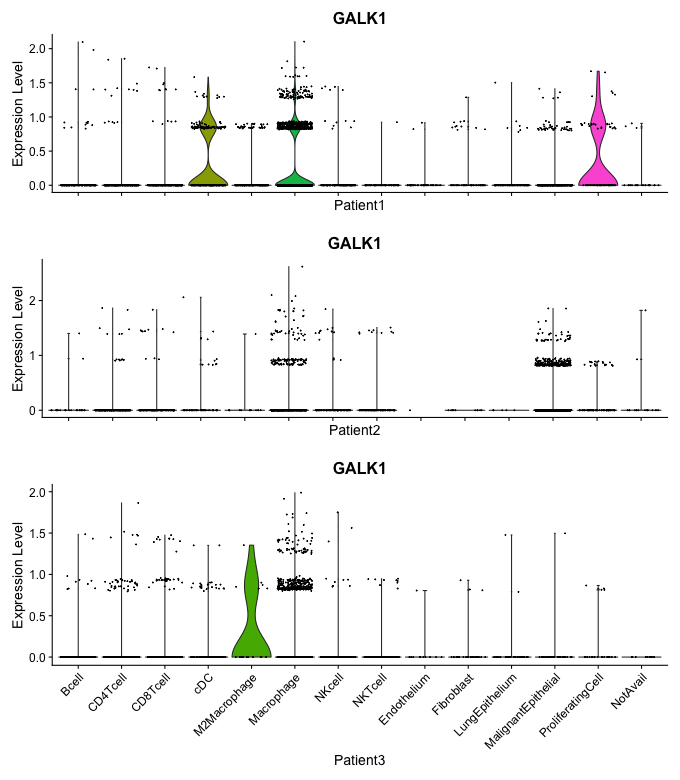 GALK1
Expression Level
2.0
1.5
1.0
0.5
0.0
Patient1
GALK1
Expression Level
2
1
0
Patient2
GALK1
Expression Level
2.0
1.5
1.0
0.5
0.0
Bcell
CD4Tcell
CD8Tcell
cDC
M2Macrophage
Macrophage
NKcell
NKTcell
Endothelium
Fibroblast
LungEpithelium
MalignantEpithelial
ProliferatingCell
NotAvail
Patient3